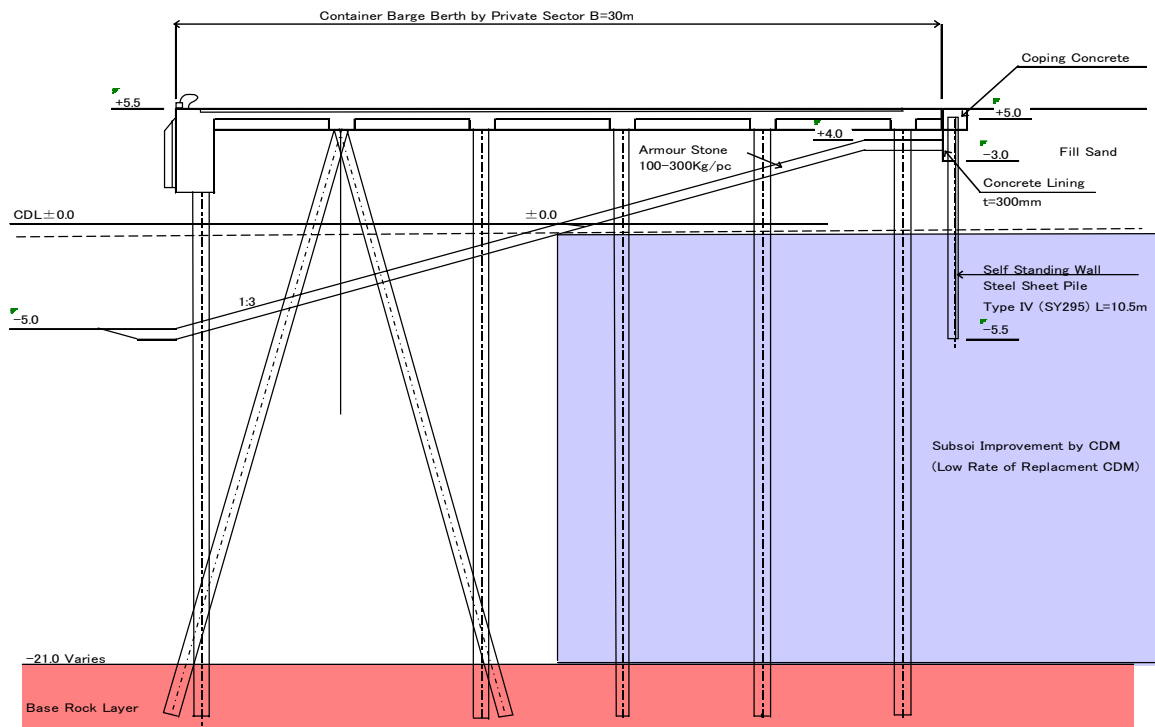 Container Barge Berth by Private Sector B=30m
Coping Concrete
+5.5
+5.0
+4.0
Armour Stone
100-300Kg/pc
-3.0
Fill Sand
Concrete Lining
t=300mm
CDL±0.0
±0.0
Self Standing Wall
Steel Sheet Pile
Type IV (SY295) L=10.5m
1:3
-5.0
-5.5
Subsoi Improvement by CDM
(Low Rate of Replacment CDM)
-21.0 Varies
Base Rock Layer